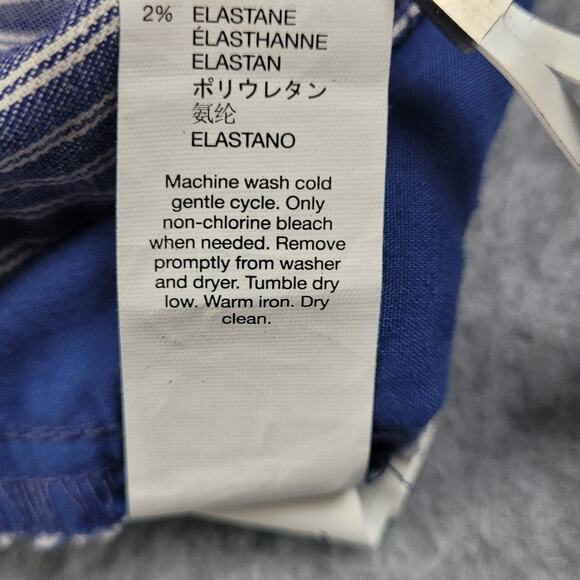 2% ELASTANE
ÉLASTHANNE
ELASTAN
ポリウレタン
氨纶
ELASTANO
Machine wash cold
gentle cycle. Only
non-chlorine bleach
when needed. Remove
promptly from washer
and dryer. Tumble dry
low. Warm iron. Dry
clean.